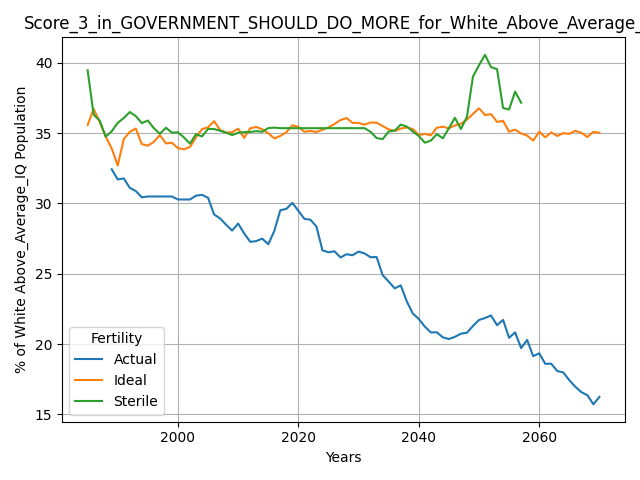 Score_3_in_GOVERNMENT_SHOULD_DO_MORE_for_White_Above_Average_
% of White Above_Average_IQ Population
40
35
30
25
20
15
Fertility
Actual
Ideal
Sterile
2000
2020
2040
2060
Years